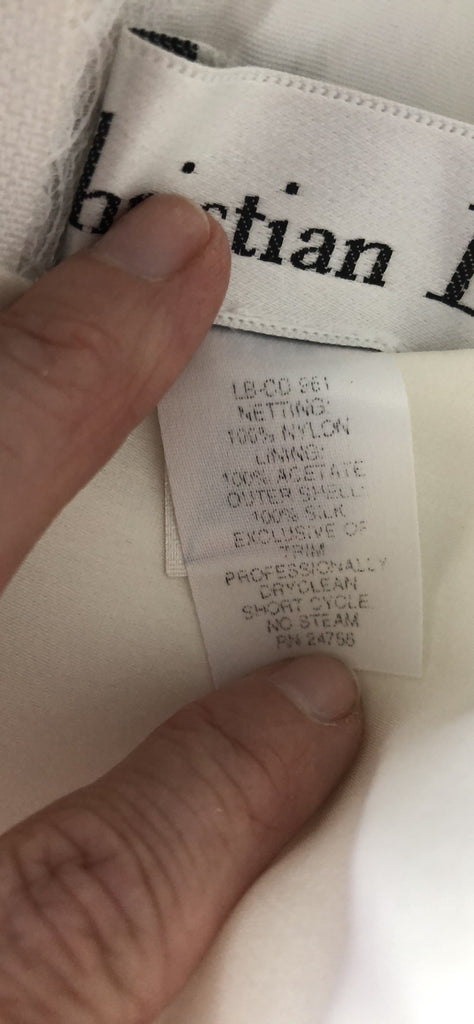 Christian
LB-CD 961
NETTING:
100% NYLON
LINING:
100% ACETATE
OUTER SHELL:
100% SILK
EXCLUSIVE OF
TRIM
PROFESSIONALLY
DRYCLEAN
SHORT CYCLE
NO STEAM
RN 24756